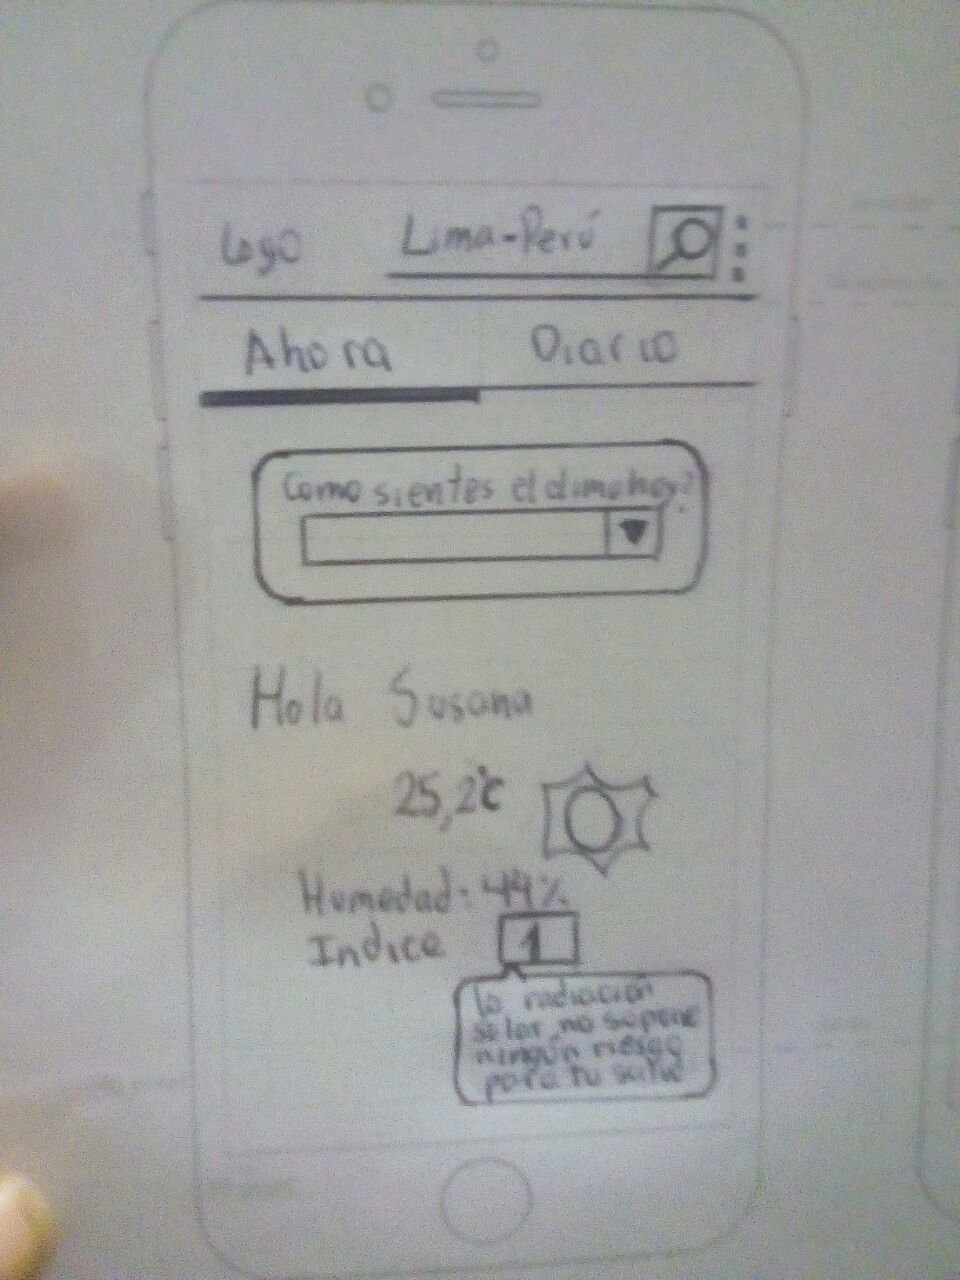 Logo
Lima-Perú
Ahora
Diario
Como sientes el clima hoy?
Hola Susana
25,2°C
Humedad: 44%
Indice 1
la radiación
solar no supone
ningún riesgo
para tu salud